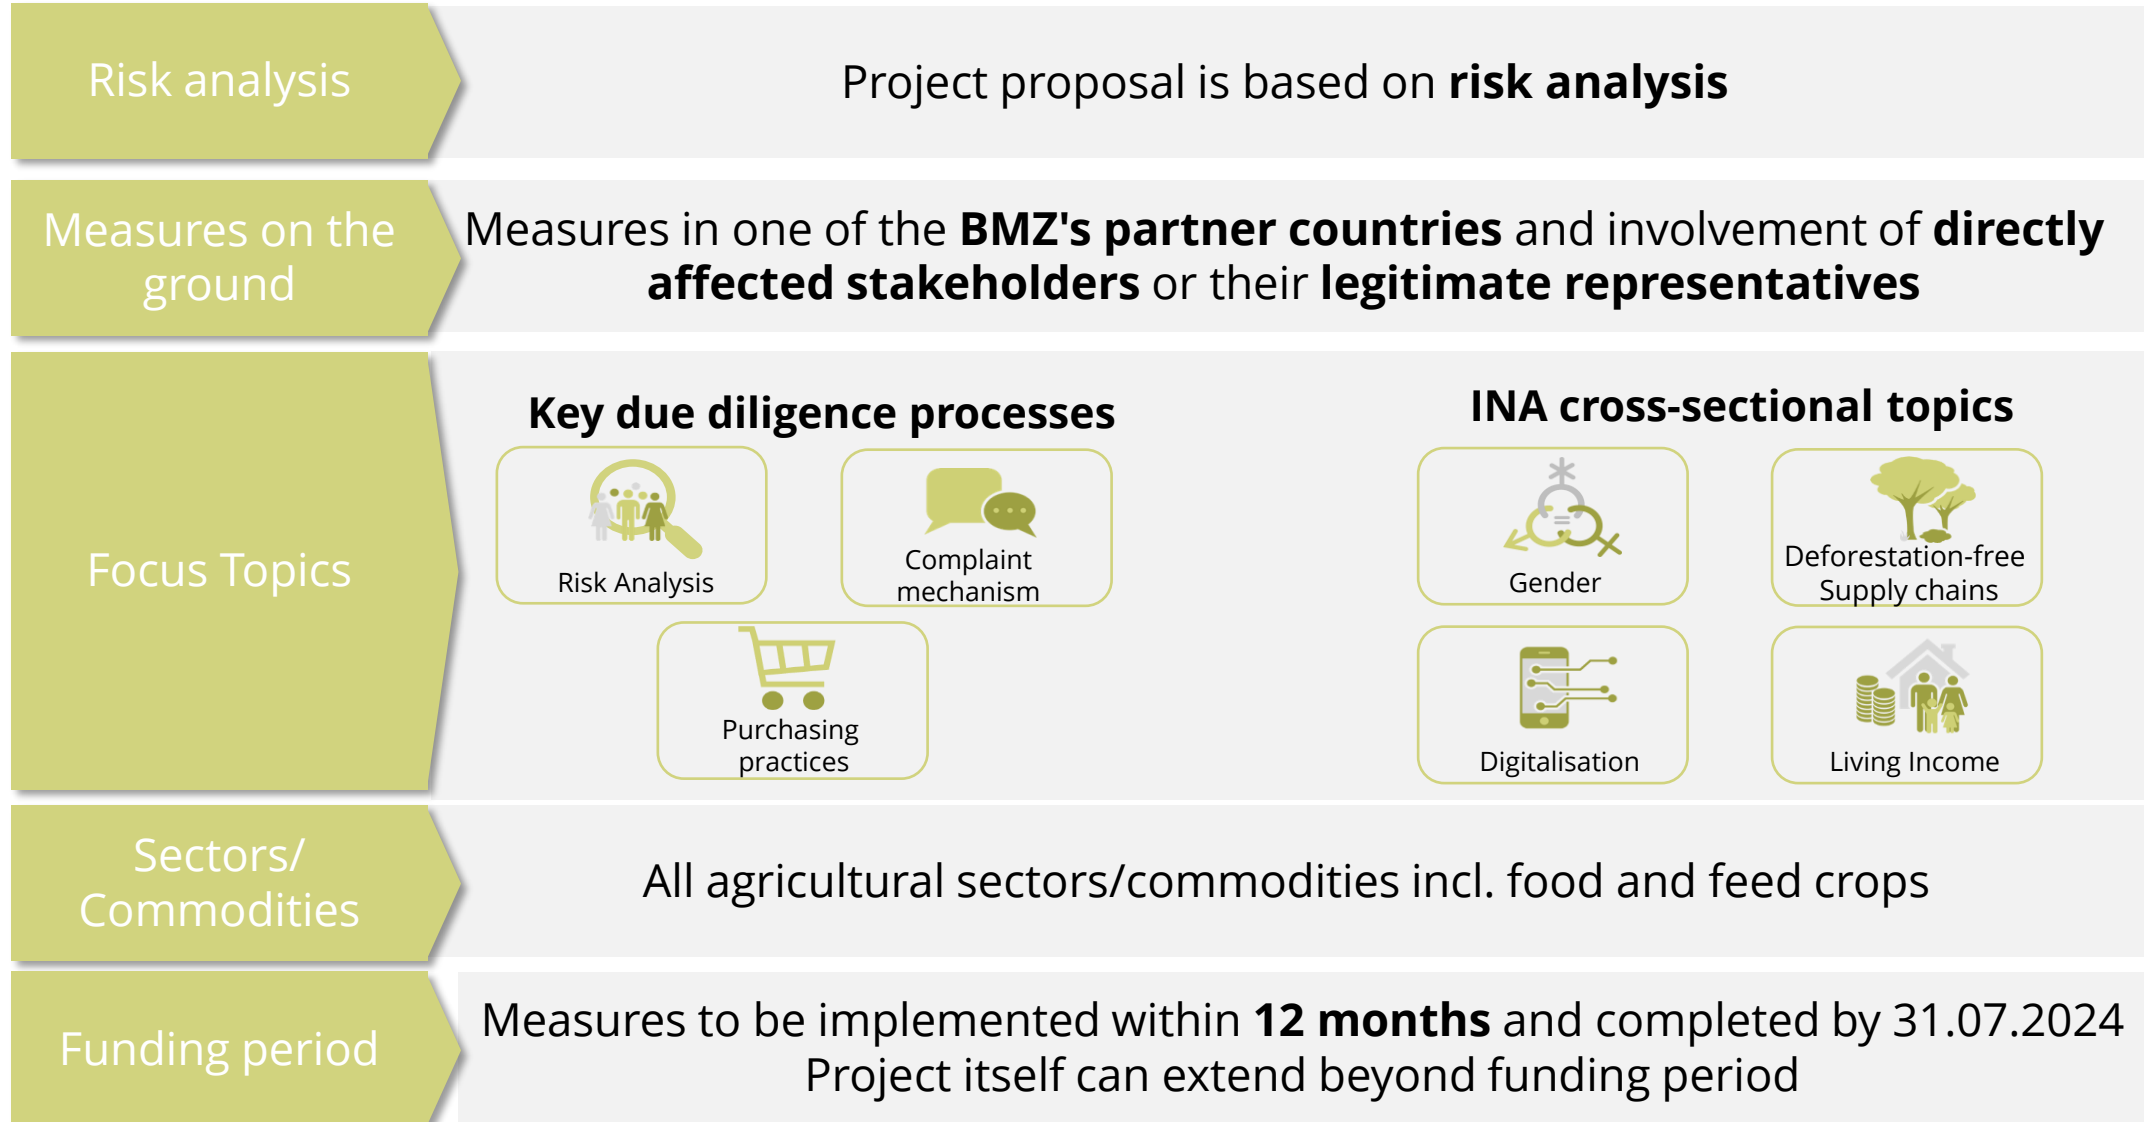 Risk analysis
Project proposal is based on risk analysis
Measures on the
ground
Measures in one of the BMZ's partner countries and involvement of directly
affected stakeholders or their legitimate representatives
Focus Topics
Key due diligence processes
Risk Analysis
Complaint
mechanism
Purchasing
practices
INA cross-sectional topics
Gender
Deforestation-free
Supply chains
Digitalisation
Living Income
Sectors/
Commodities
All agricultural sectors/commodities incl. food and feed crops
Funding period
Measures to be implemented within 12 months and completed by 31.07.2024
Project itself can extend beyond funding period